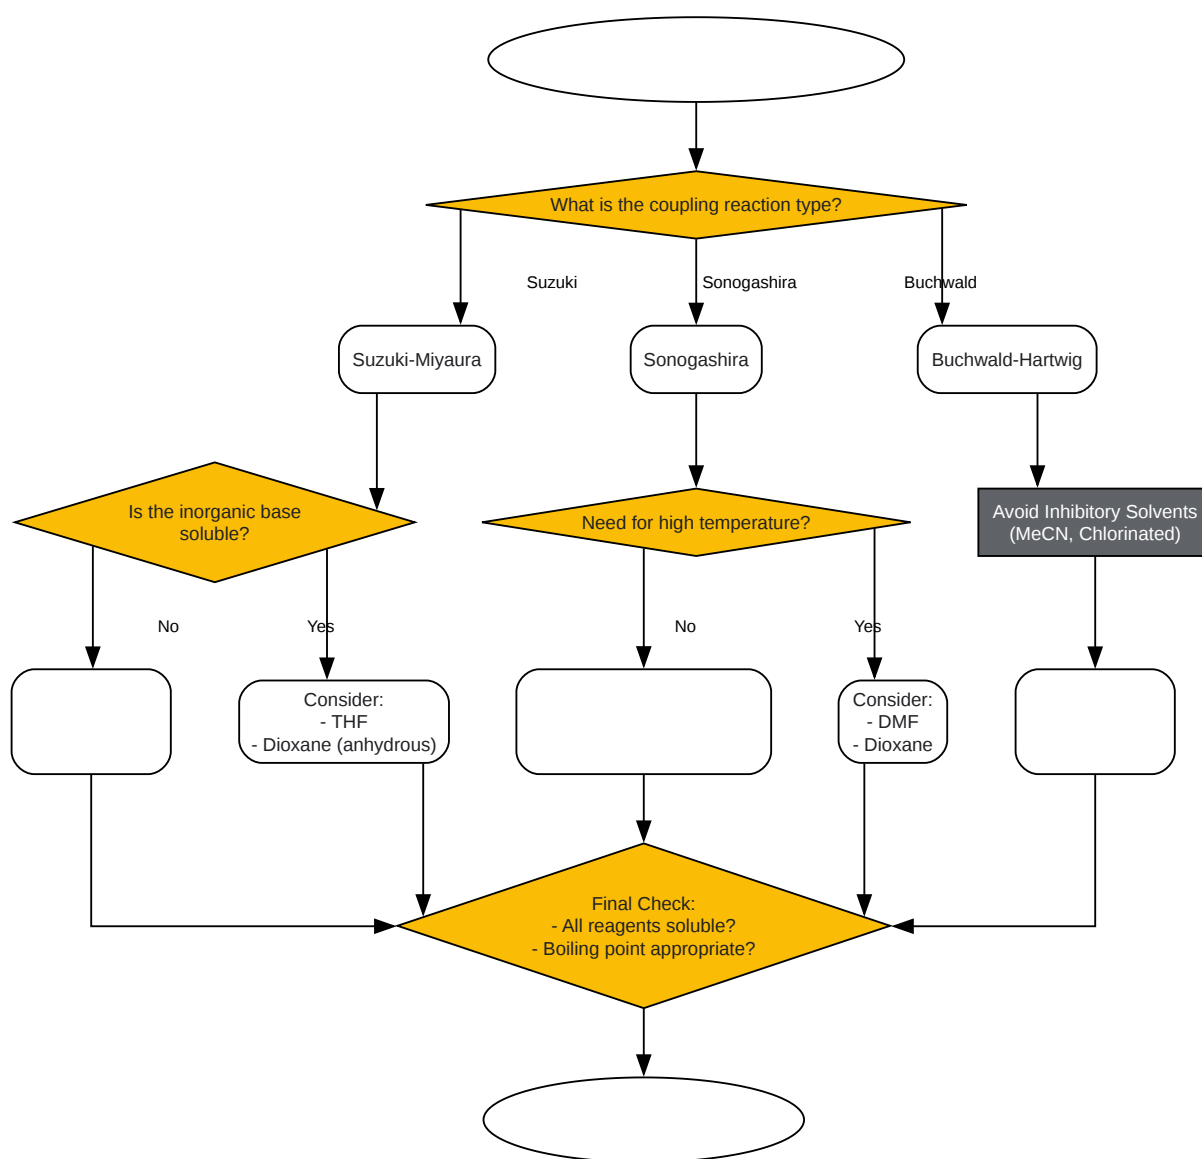 What is the coupling reaction type?
Suzuki
Sonogashira
Buchwald
Suzuki-Miyaura
Sonogashira
Buchwald-Hartwig
Is the inorganic base
soluble?
Need for high temperature?
Avoid Inhibitory Solvents
(MeCN, Chlorinated)
No
Yes
No
Yes
Consider:
- THF
- Dioxane (anhydrous)
Consider:
- DMF
- Dioxane
Final Check:
- All reagents soluble?
- Boiling point appropriate?